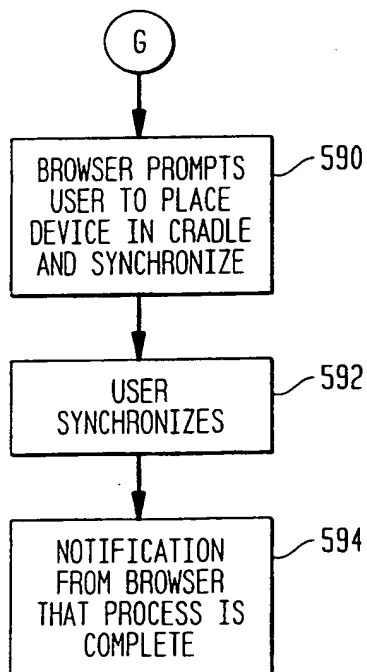 G
BROWSER PROMPTS
USER TO PLACE
DEVICE IN CRADLE
AND SYNCHRONIZE
590
USER
SYNCHRONIZES
592
NOTIFICATION
FROM BROWSER
THAT PROCESS IS
COMPLETE
594